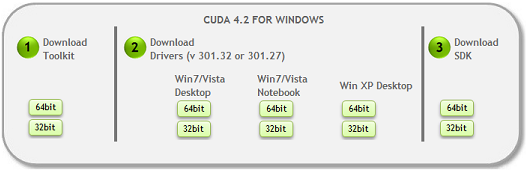 CUDA 4.2 FOR WINDOWS
1 Download Toolkit
64bit
32bit
2 Download
Drivers (v 301.32 or 301.27)
Win7/Vista Desktop
64bit
32bit
Win7/Vista Notebook
64bit
32bit
Win XP Desktop
64bit
32bit
3 Download SDK
64bit
32bit